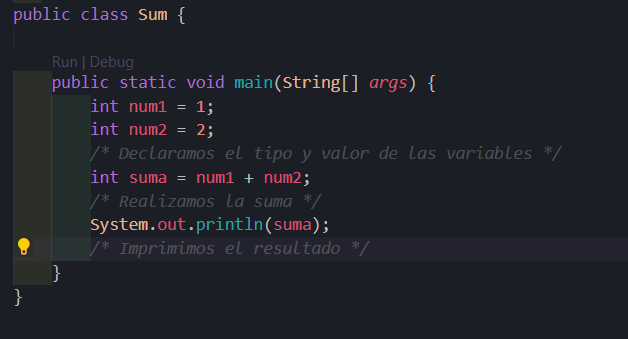 public class Sum {
Run | Debug
public static void main(String[] args) {
int num1 = 1;
int num2 = 2;
/* Declaramos el tipo y valor de las variables */
int suma = num1 + num2;
/* Realizamos la suma */
System.out.println(suma);
/* Imprimimos el resultado */
}
}